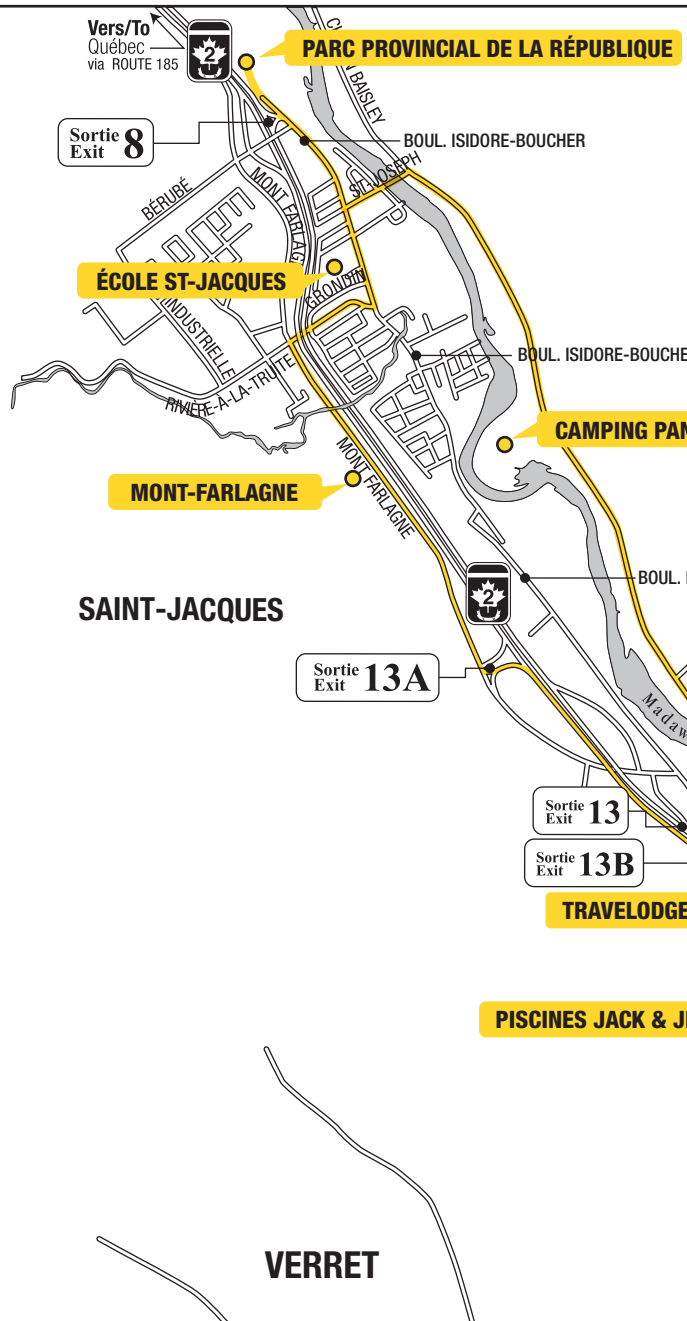 Vers/To
Québec
via ROUTE 185
2
PARC PROVINCIAL DE LA RÉPUBLIQUE
BAISLEY
Sortie
Exit 8
BOUL. ISIDORE-BOUCHER
ST-JOSEPH
BÉRUBÉ
MONT FARLAG
ÉCOLE ST-JACQUES
GRONDIN
INDUSTRIELLE
BOUL. ISIDORE-BOUCHE
RIVIÈRE-À-LA-TRUITE
CAMPING PAN
MONT FARLAGNE
MONT-FARLAGNE
2
BOUL.
SAINT-JACQUES
Sortie
Exit 13A
Madaw
Sortie
Exit 13
Sortie
Exit 13B
TRAVELODGE
PISCINES JACK & J
VERRET